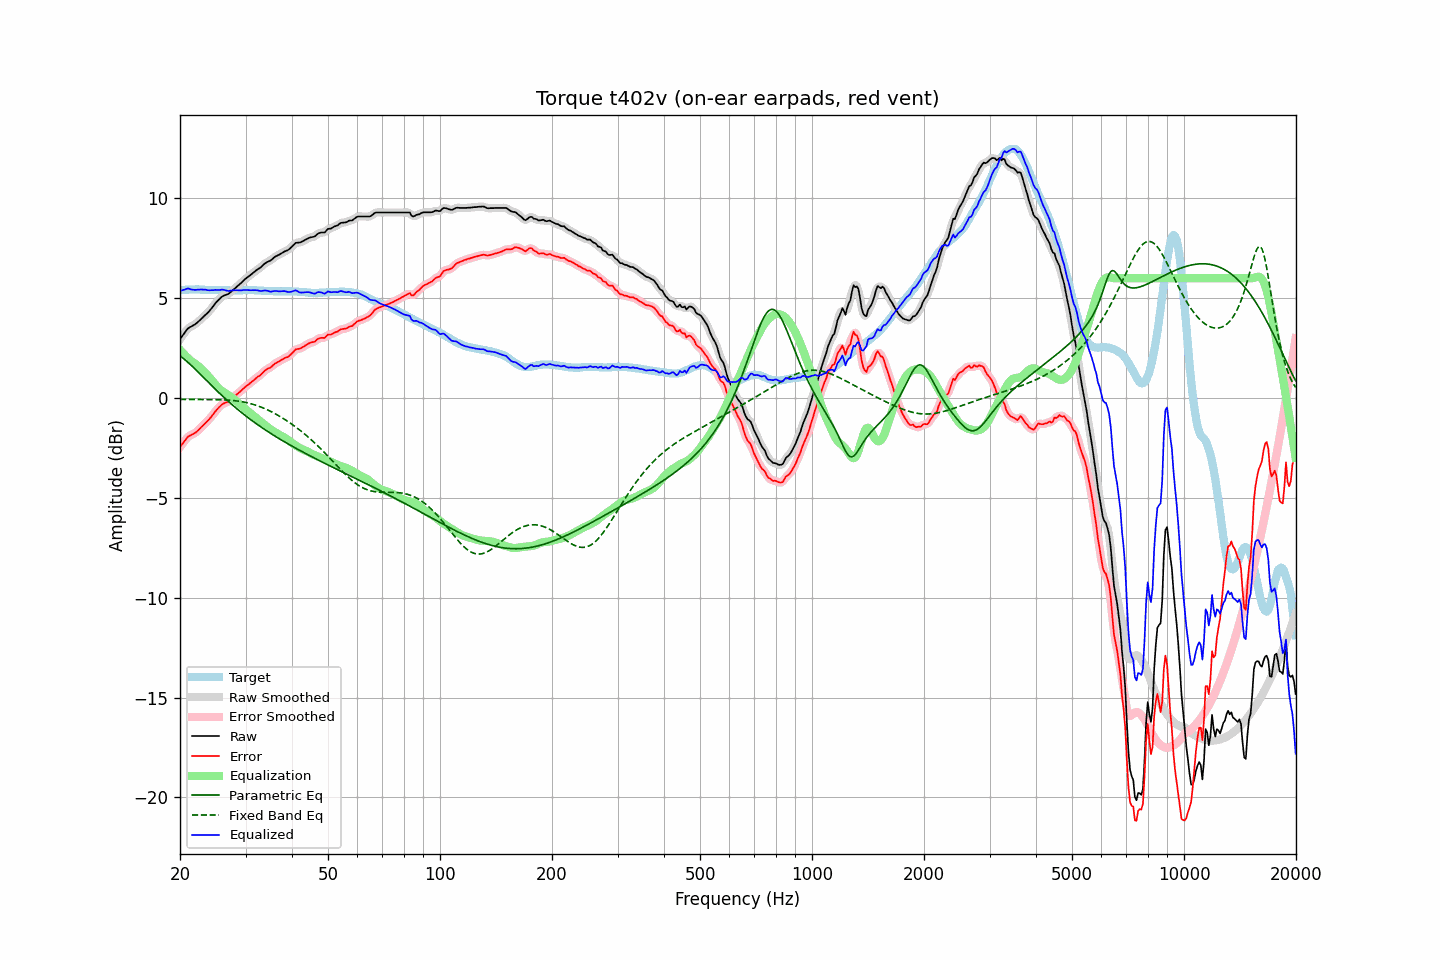 Torque t402v (on-ear earpads, red vent)
10
5
0
−5
−10
−15
−20
Amplitude (dBr)
Target
Raw Smoothed
Error Smoothed
Raw
Error
Equalization
Parametric Eq
Fixed Band Eq
Equalized
20 50 100 200 500 1000 2000 5000 10000 20000
Frequency (Hz)